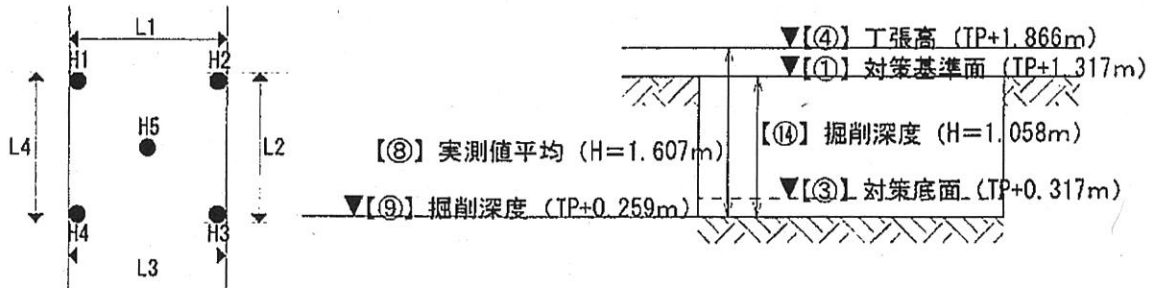 L1
H1 H2
H5
L4 L2
H4 H3
L3
▼【④】丁張高 (TP+1.866m)
▼【①】対策基準面 (TP+1.317m)
【⑭】掘削深度 (H=1.058m)
【⑧】実測値平均 (H=1.607m)
▼【③】対策底面 (TP+0.317m)
▼【⑨】掘削深度 (TP+0.259m)